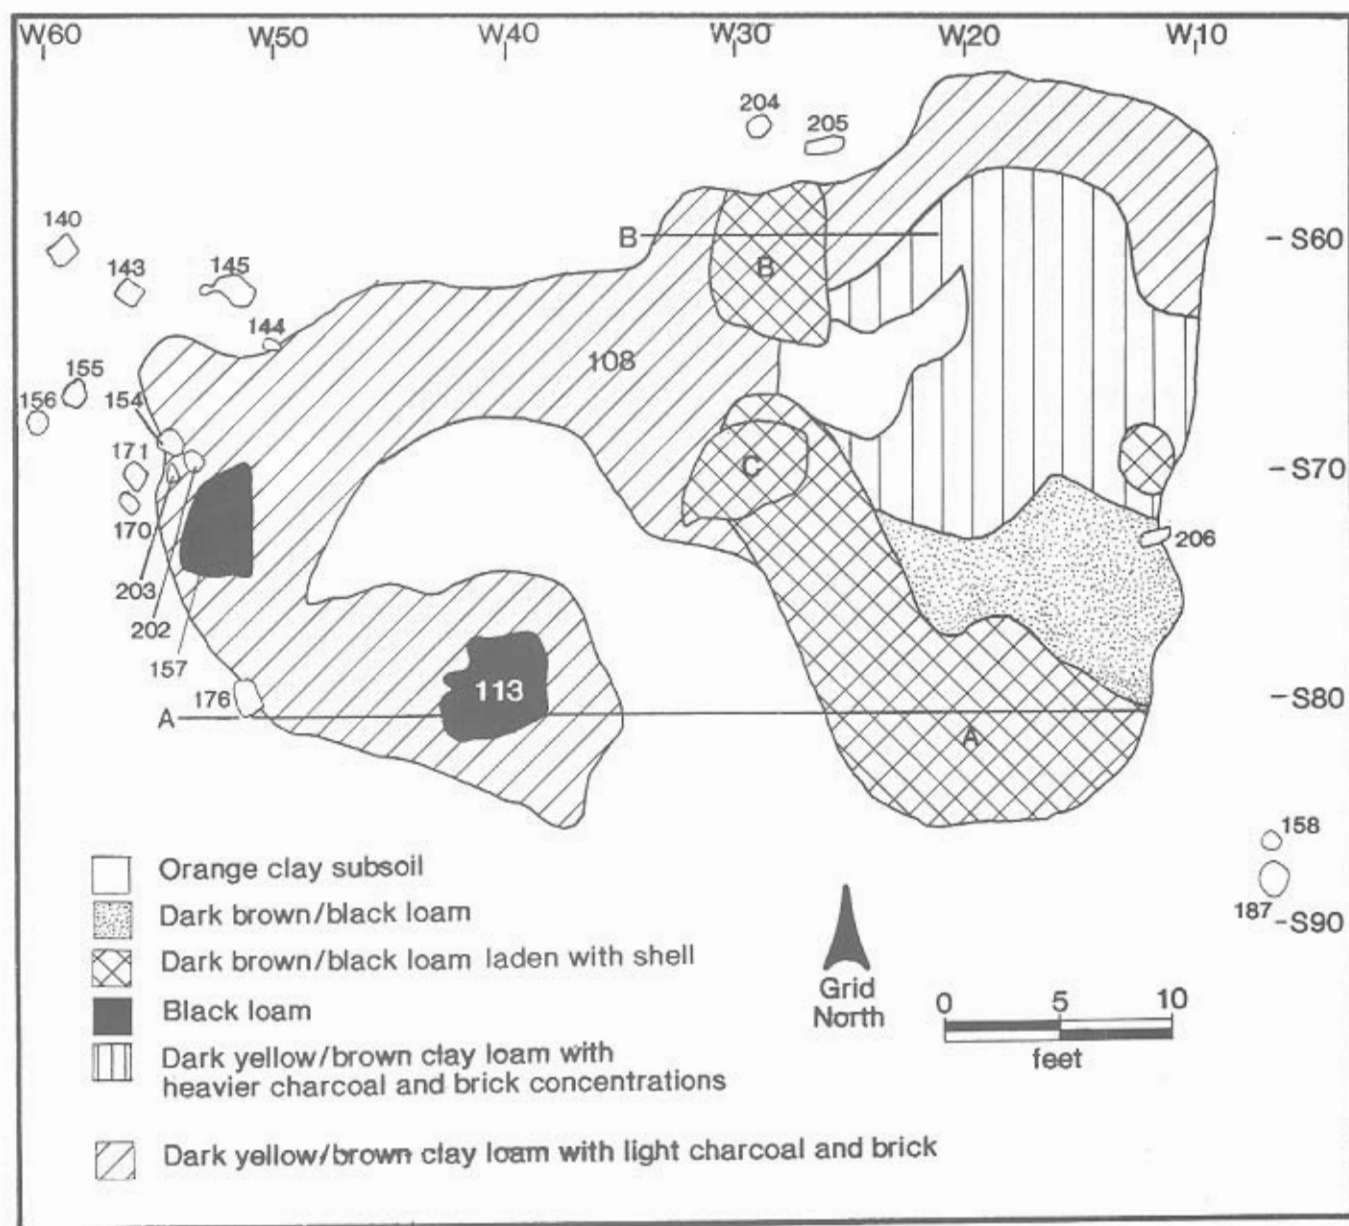 W60 W50 W40 W30 W20 W10
204
205
B
S60
140
B
143
145
144
108
155
156
154
171
C
S70
170
206
203
202
157
176
113
S80
A
A
158
187
S90
Orange clay subsoil
Dark brown/black loam
Dark brown/black loam laden with shell
Black loam
Dark yellow/brown clay loam with
heavier charcoal and brick concentrations
Dark yellow/brown clay loam with light charcoal and brick
Grid
North
0 5 10
feet